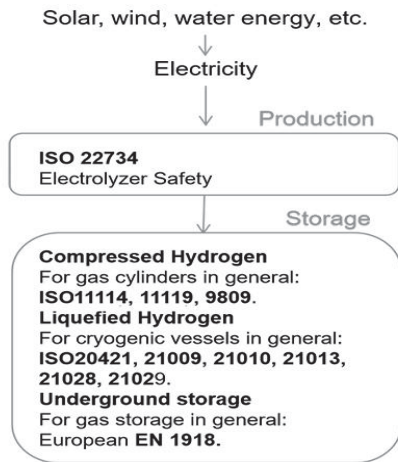 Solar, wind, water energy, etc.
Electricity
Production
ISO 22734
Electrolyzer Safety
Storage
Compressed Hydrogen
For gas cylinders in general:
ISO11114, 11119, 9809.
Liquefied Hydrogen
For cryogenic vessels in general:
ISO20421, 21009, 21010, 21013,
21028, 21029.
Underground storage
For gas storage in general:
European EN 1918.